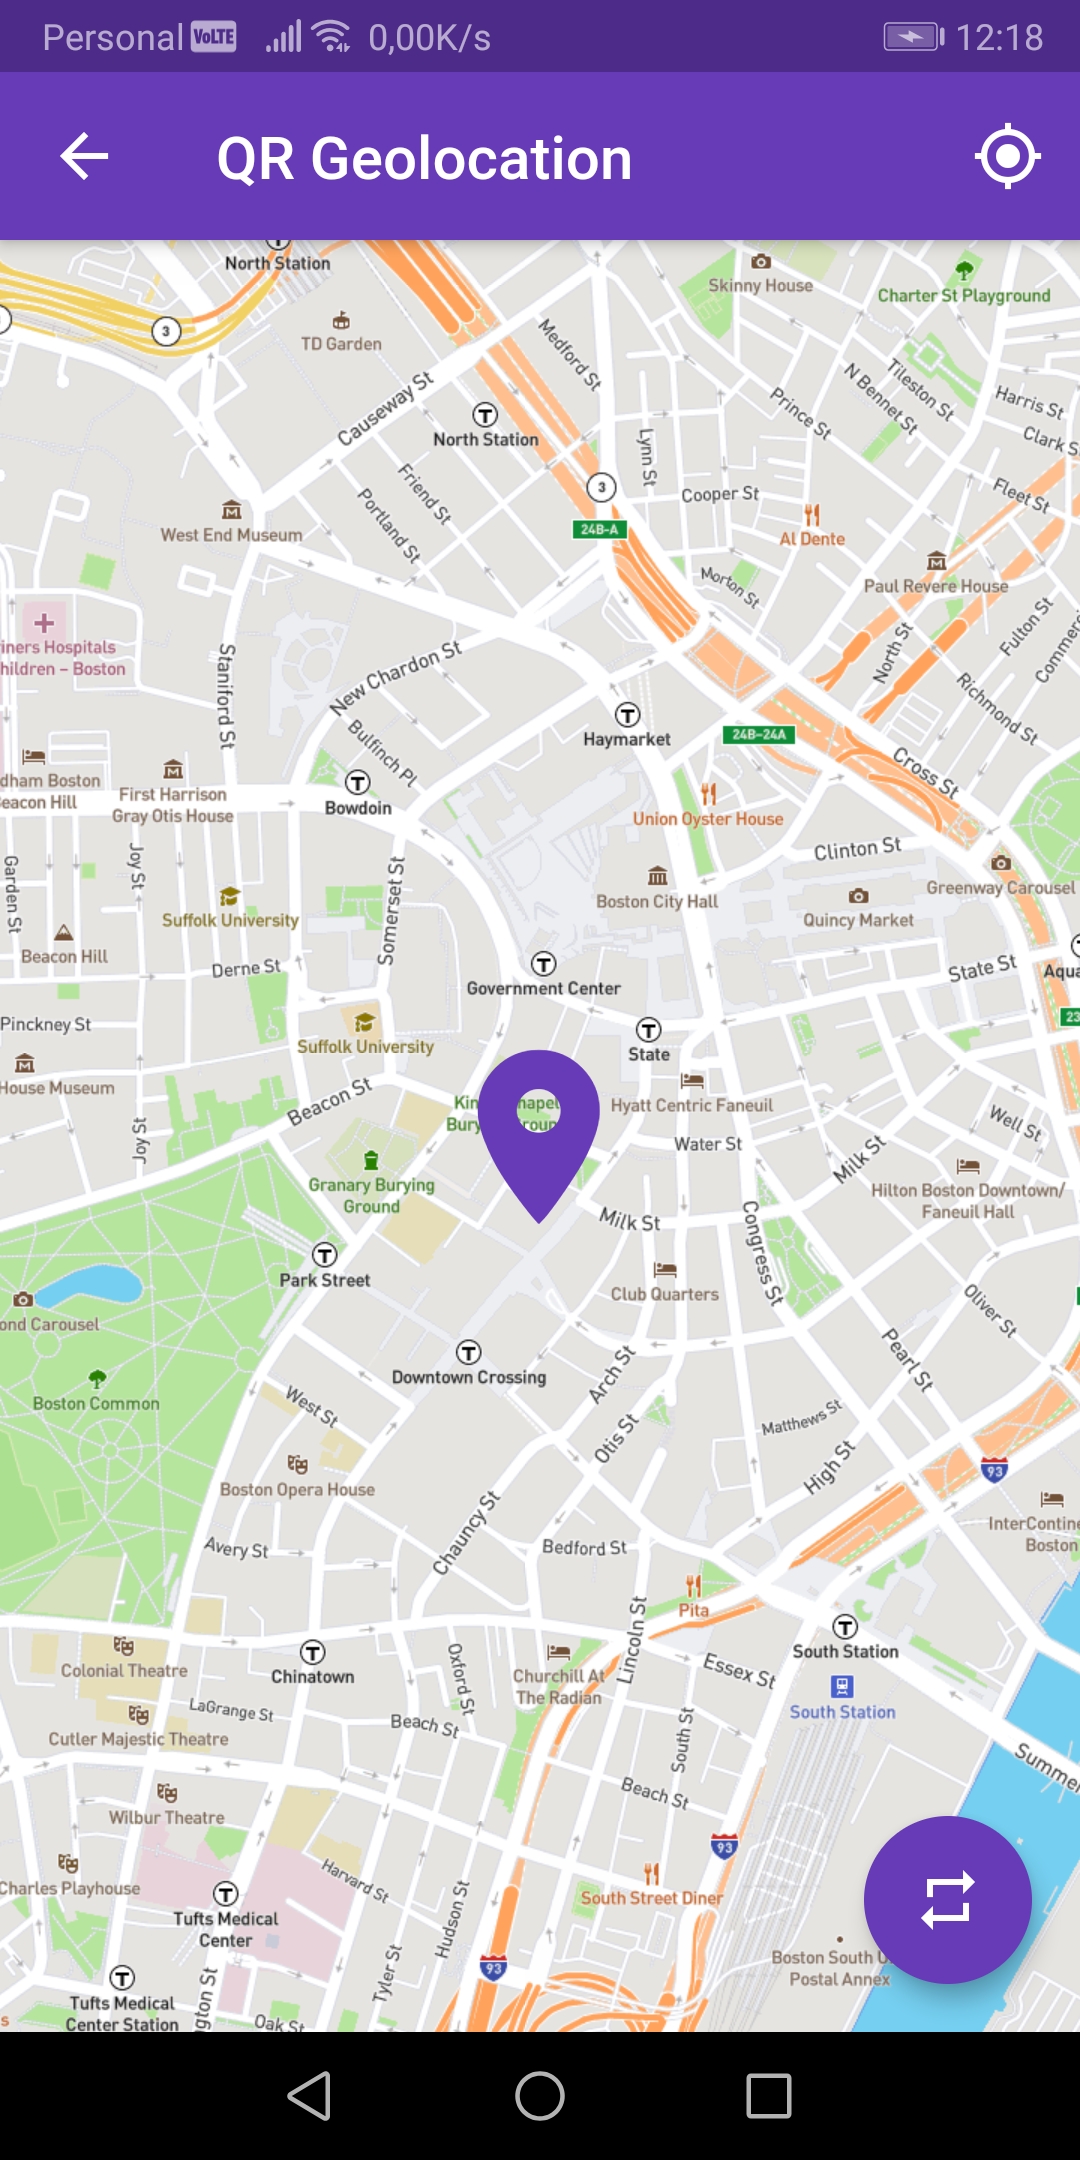 Personal VoLTE 0,00K/s 12:18
QR Geolocation
North Station
Skinny House
Charter St Playground
3
TD Garden
Medford St
Causeway St
N Bennet St
Tileston St
Harris St
Prince St
North Station
Lynn St
Clark S
Friend St
Portland St
3
Cooper St
Fleet St
West End Museum
24B-A
Al Dente
Paul Revere House
Morton St
Fulton St
iners Hospitals
hildren – Boston
Staniford St
New Chardon St
North St
Commerc
Richmond St
Haymarket
24B-24A
Bulfinch Pl
dham Boston
eacon Hill
First Harrison
Gray Otis House
Bowdoin
Cross St
Union Oyster House
Clinton St
Garden St
Joy St
Somerset St
Boston City Hall
Greenway Carousel
Suffolk University
Quincy Market
Beacon Hill
Derne St
Government Center
State St
Aqua
Pinckney St
Suffolk University
State
23
House Museum
Beacon St
Hyatt Centric Faneuil
Joy St
Water St
Well St
Milk St
Granary Burying
Ground
Hilton Boston Downtown/
Faneuil Hall
Milk St
Congress St
Park Street
Club Quarters
Oliver St
ond Carousel
Downtown Crossing
Arch St
Pearl St
Boston Common
West St
Otis St
Matthews St
High St
93
Boston Opera House
InterContine
Boston
Chauncy St
Avery St
Bedford St
Pita
Lincoln St
South Station
Colonial Theatre
Chinatown
Oxford St
Churchill At
The Radian
Essex St
South Station
LaGrange St
Cutler Majestic Theatre
Beach St
South St
Summer
Wilbur Theatre
Beach St
93
Charles Playhouse
Harvard St
South Street Diner
Tufts Medical
Center
Hudson St
Boston South
Postal Annex
93
Tyler St
Tufts Medical
Center Station
ngton St
Oak St